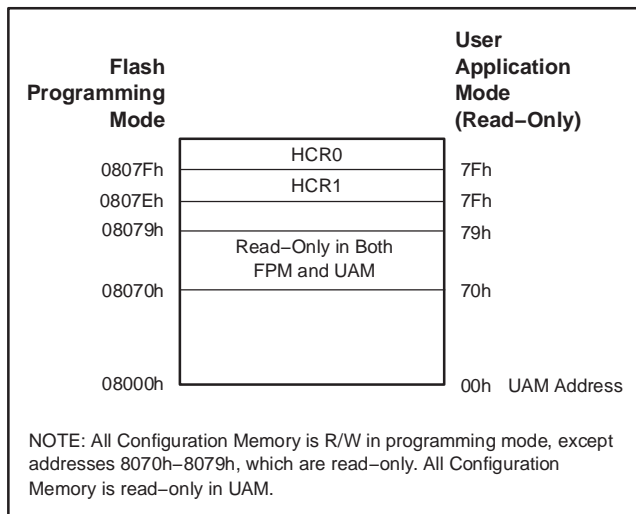 Flash
Programming
Mode
User
Application
Mode
(Read–Only)
HCR0
0807Fh
7Fh
HCR1
0807Eh
7Fh
08079h
79h
Read–Only in Both
FPM and UAM
08070h
70h
08000h
00h UAM Address
NOTE: All Configuration Memory is R/W in programming mode, except
addresses 8070h–8079h, which are read–only. All Configuration
Memory is read–only in UAM.